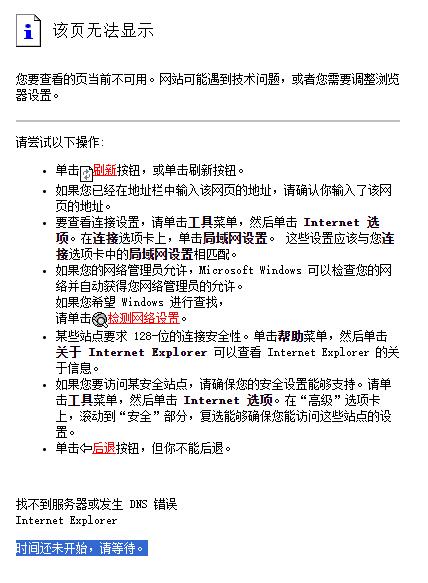 该页无法显示
您要查看的页当前不可用。网站可能遇到技术问题，或者您需要调整浏览
器设置。
请尝试以下操作:
单击刷新按钮，或单击刷新按钮。
如果您已经在地址栏中输入该网页的地址，请确认你输入了该网
页的地址。
要查看连接设置，请单击工具菜单，然后单击 Internet 选
项。在连接选项卡上，单击局域网设置。 这些设置应该与您连
接选项卡中的局域网设置相匹配。
如果您的网络管理员允许，Microsoft Windows 可以检查您的网
络并自动获得您网络管理员的允许。
如果您希望 Windows 进行查找，
请单击检测网络设置。
某些站点要求 128-位的连接安全性。单击帮助菜单，然后单击
关于 Internet Explorer 可以查看 Internet Explorer 的关
于信息。
如果您要访问某安全站点，请确保您的安全设置能够支持。请单
击工具菜单，然后单击 Internet 选项。在“高级”选项卡
上，滚动到“安全”部分，复选能够确保您能访问这些站点的设
置。
单击后退按钮，但你不能后退。
找不到服务器或发生 DNS 错误
Internet Explorer
时间还未开始，请等待。